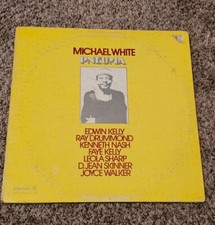 MICHAEL WHITE
PNEUMA
EDWIN KELLY
RAY DRUMMOND
KENNETH NASH
FAYE KELLY
LEOLA SHARP
D. JEAN SKINNER
JOYCE WALKER